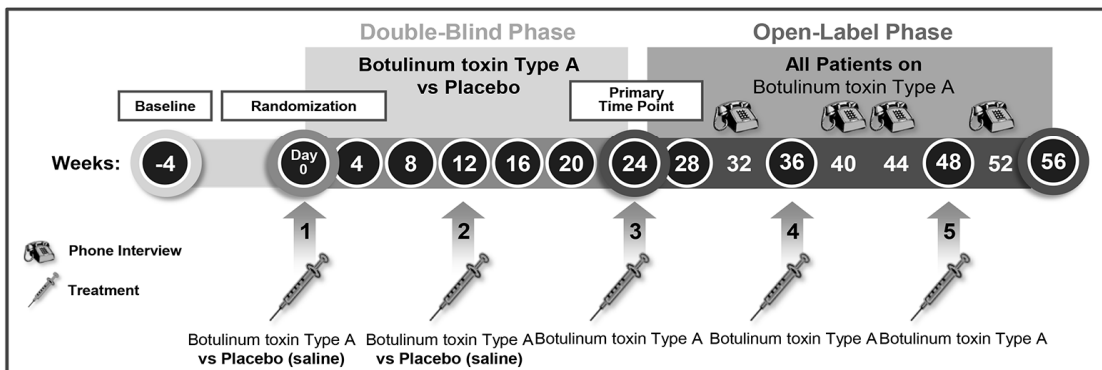 Double-Blind Phase
Open-Label Phase
Botulinum toxin Type A
vs Placebo
All Patients on
Botulinum toxin Type A
Baseline
Randomization
Primary
Time Point
Weeks:
-4
Day
0
4
8
12
16
20
24
28
32
36
40
44
48
52
56
1
2
3
4
5
Phone Interview
Treatment
Botulinum toxin Type A
vs Placebo (saline)
Botulinum toxin Type A
vs Placebo (saline)
Botulinum toxin Type A
Botulinum toxin Type A
Botulinum toxin Type A